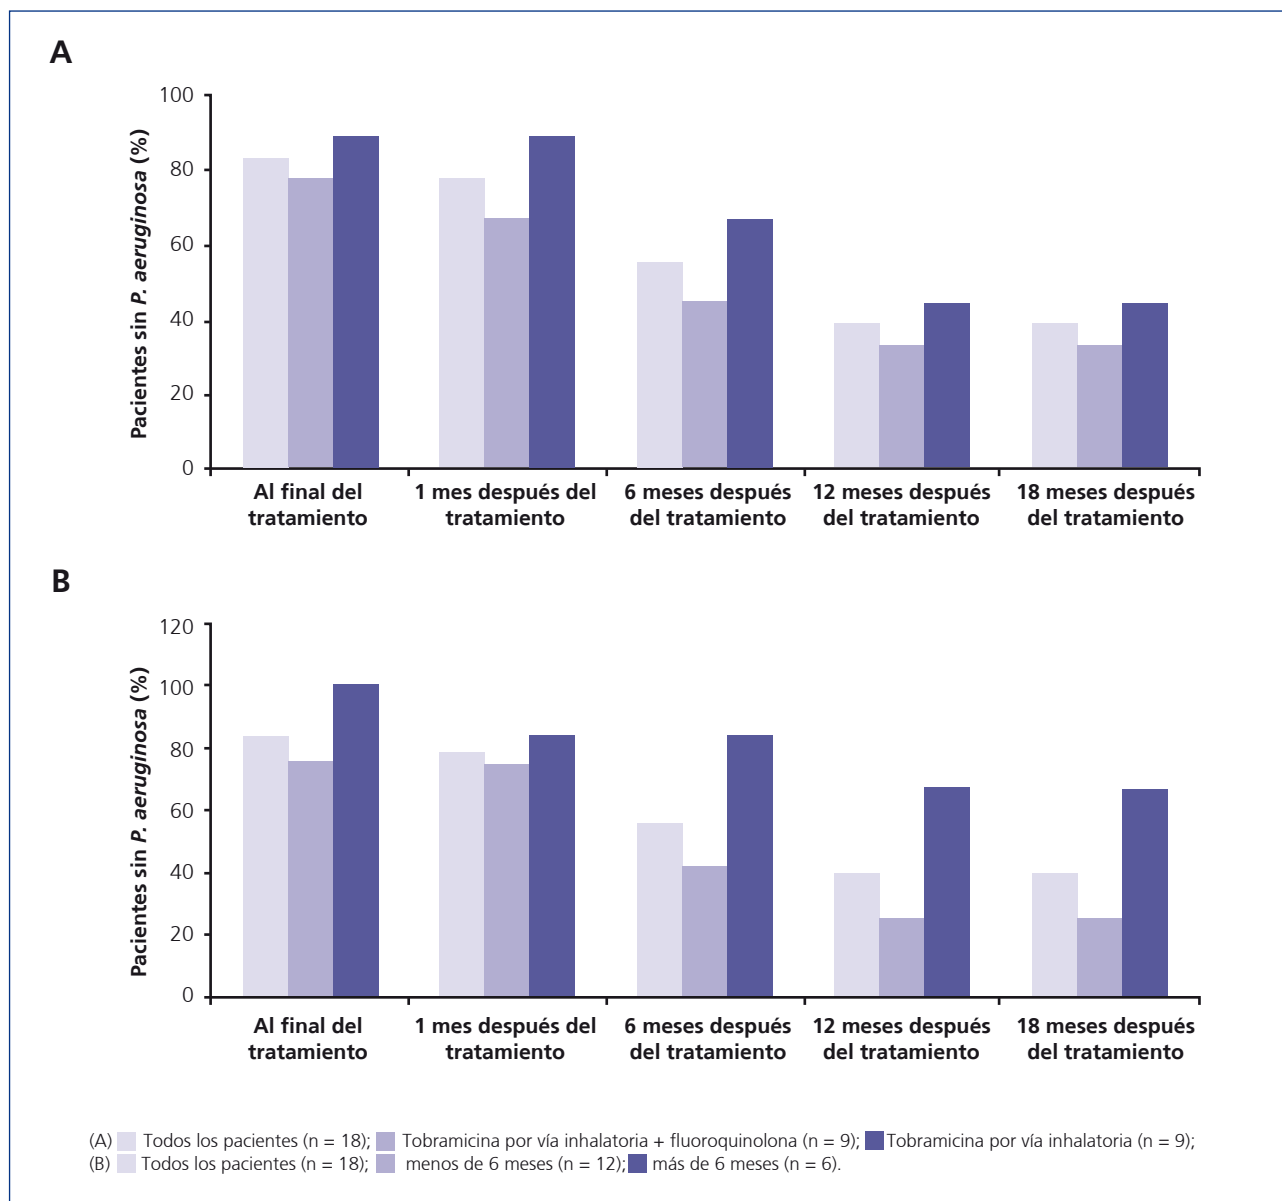 A
Pacientes sin P. aeruginosa (%)
100
80
60
40
20
0
Al final del
tratamiento
1 mes después del
tratamiento
6 meses después
del tratamiento
12 meses después
del tratamiento
18 meses después
del tratamiento
B
Pacientes sin P. aeruginosa (%)
120
100
80
60
40
20
0
Al final del
tratamiento
1 mes después del
tratamiento
6 meses después
del tratamiento
12 meses después
del tratamiento
18 meses después
del tratamiento
(A) Todos los pacientes (n = 18); Tobramicina por vía inhalatoria + fluoroquinolona (n = 9); Tobramicina por vía inhalatoria (n = 9);
(B) Todos los pacientes (n = 18); menos de 6 meses (n = 12); más de 6 meses (n = 6).